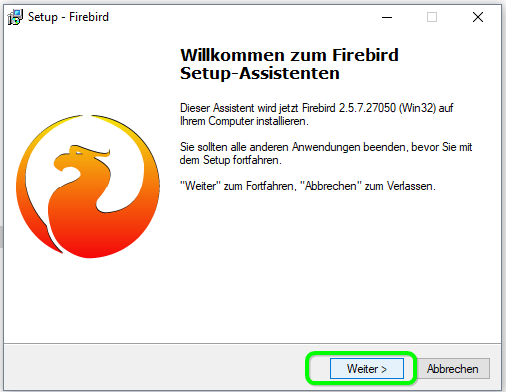 Setup - Firebird
Willkommen zum Firebird
Setup-Assistenten
Dieser Assistent wird jetzt Firebird 2.5.7.27050 (Win32) auf
Ihrem Computer installieren.
Sie sollten alle anderen Anwendungen beenden, bevor Sie mit
dem Setup fortfahren.
"Weiter" zum Fortfahren, "Abbrechen" zum Verlassen.
Weiter >
Abbrechen